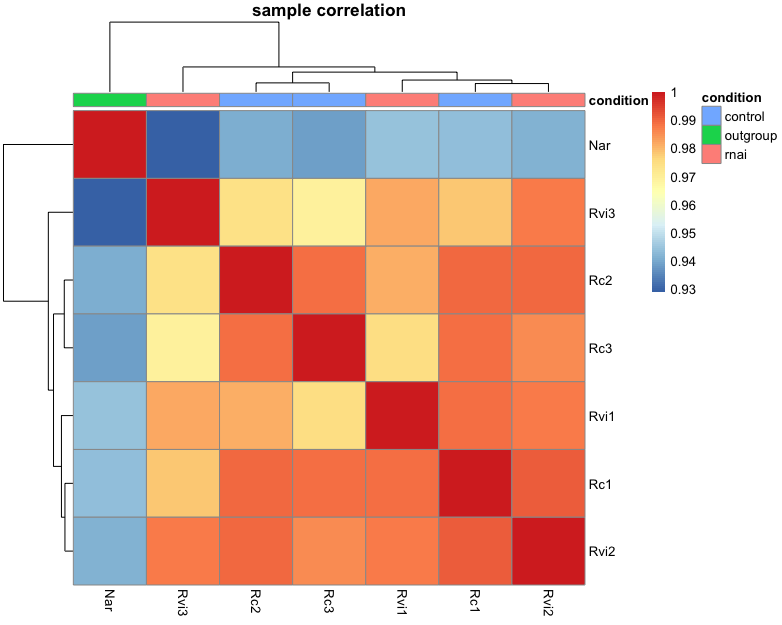 sample correlation
condition
1
0.99
0.98
0.97
0.96
0.95
0.94
0.93
condition
control
outgroup
rnai
Nar
Rvi3
Rc2
Rc3
Rvi1
Rc1
Rvi2
Nar
Rvi3
Rc2
Rc3
Rvi1
Rc1
Rvi2